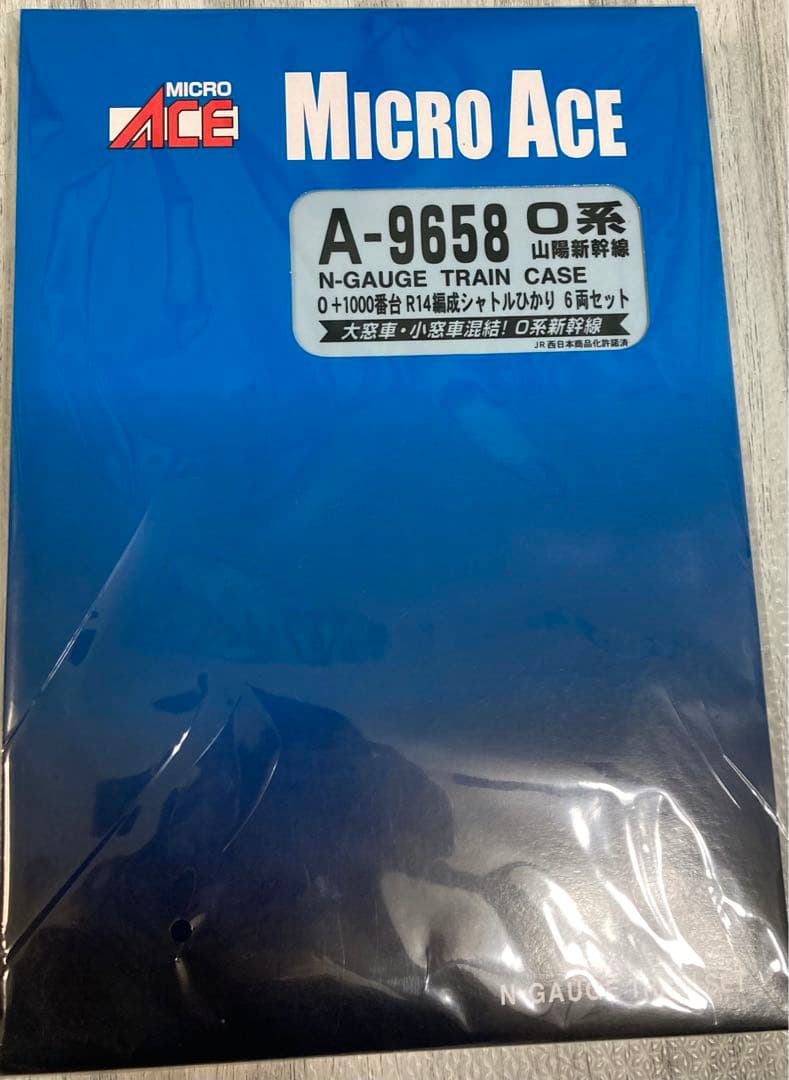 MICRO
ACE
MICRO ACE
A-9658 0系
山陽新幹線
N-GAUGE TRAIN CASE
0+1000番台 R14編成シャトルひかり 6両セット
大窓車・小窓車混結! 0系新幹線
JR西日本商品化許諾済
N GAUGE